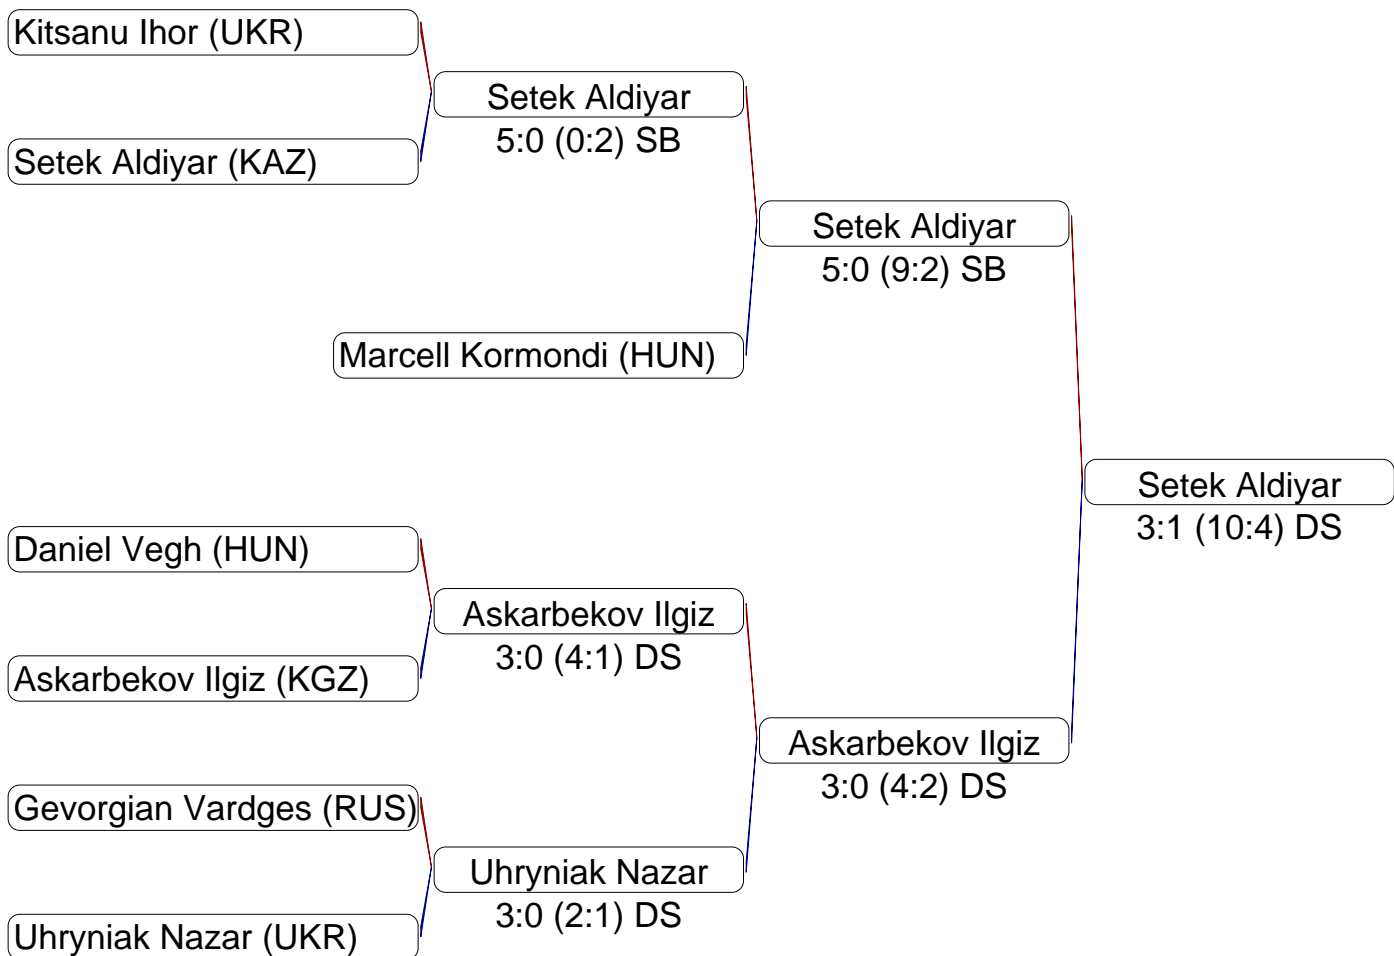 Kitsanu Ihor (UKR)
Setek Aldiyar
5:0 (0:2) SB
Setek Aldiyar (KAZ)
Setek Aldiyar
5:0 (9:2) SB
Marcell Kormondi (HUN)
Setek Aldiyar
3:1 (10:4) DS
Daniel Vegh (HUN)
Askarbekov Ilgiz
3:0 (4:1) DS
Askarbekov Ilgiz (KGZ)
Askarbekov Ilgiz
3:0 (4:2) DS
Gevorgian Vardges (RUS)
Uhryniak Nazar
3:0 (2:1) DS
Uhryniak Nazar (UKR)